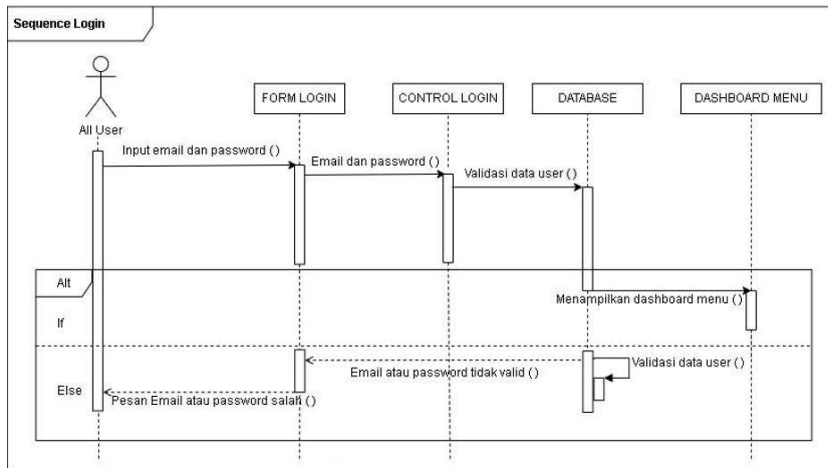 Sequence Login
FORM LOGIN
CONTROL LOGIN
DATABASE
DASHBOARD MENU
All User
Input email dan password ( )
Email dan password ( )
Validasi data user ( )
Alt
Menampilkan dashboard menu ( )
If
Validasi data user ( )
Email atau password tidak valid ( )
Else
Pesan Email atau password salah ( )